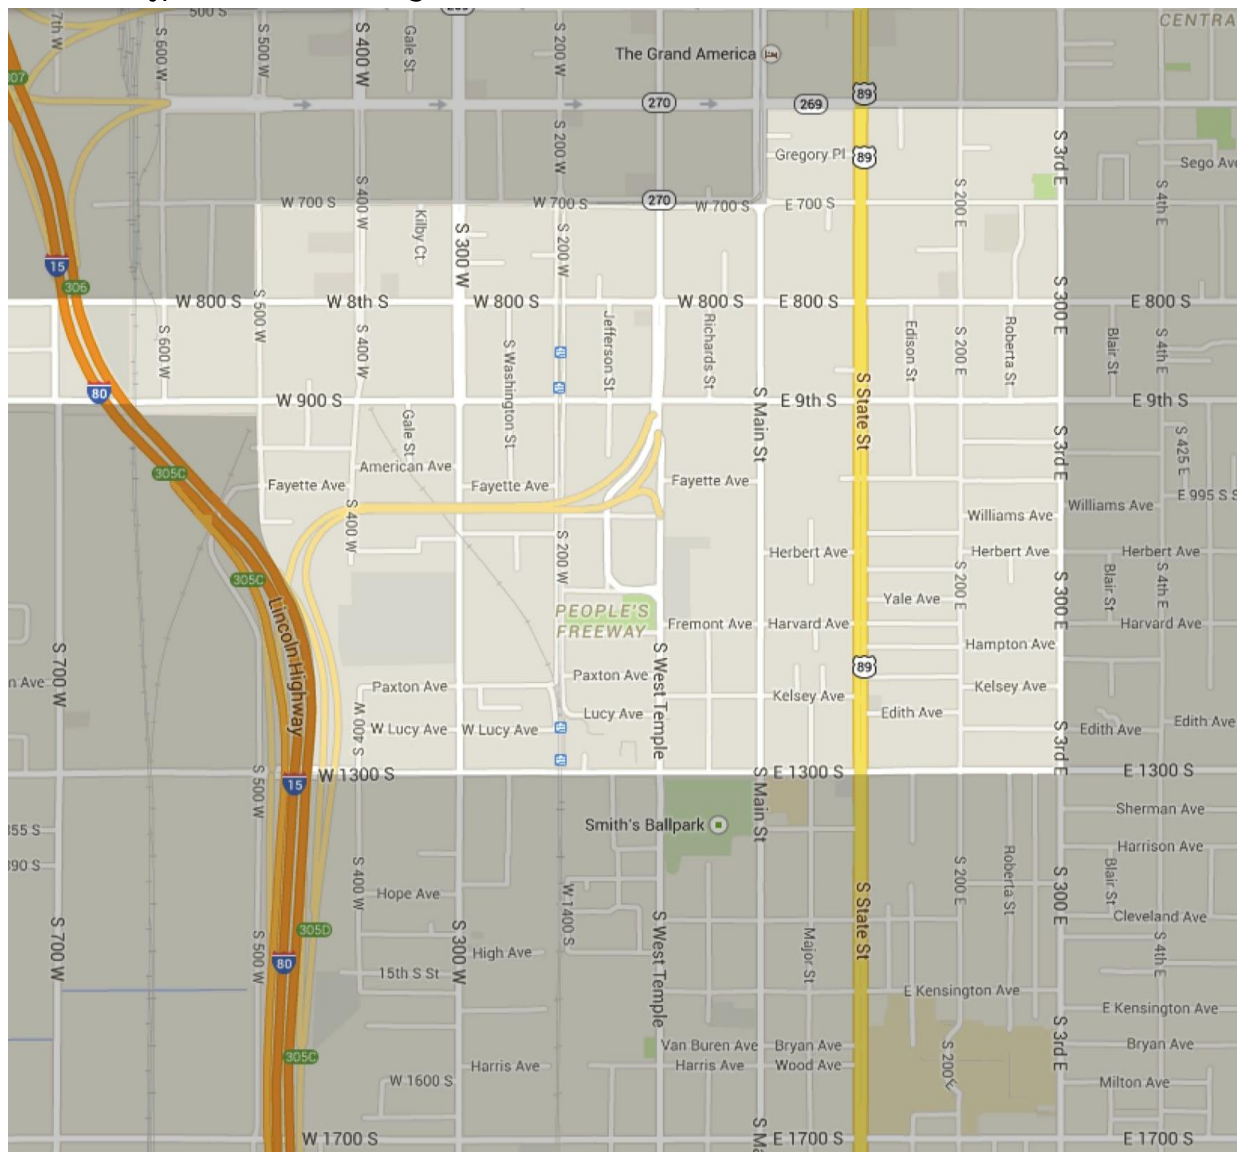 500 S
CENTRA
7th W
S 600 W
S 500 W
S 400 W
Gale St
S 200 W
The Grand America
307
89
270
269
S 200 W
S 3rd E
Gregory Pl
89
Sego Ave
S 400 W
S 200 E
S 4th E
W 700 S
W 700 S
270
W 700 S
E 700 S
Kilby Ct
S 300 W
S 200 W
15
306
W 800 S
S 500 W
W 8th S
W 800 S
W 800 S
E 800 S
S 300 E
E 800 S
S 600 W
S 400 W
S Washington St
Jefferson St
Richards St
Edison St
S 200 E
Roberta St
Blair St
S 4th E
80
W 900 S
S Main St
E 9th S
S State St
E 9th S
Gale St
S 3rd E
S 425 E
305C
American Ave
Fayette Ave
Fayette Ave
Fayette Ave
E 995 S S
S 400 W
Williams Ave
Williams Ave
S 200 W
Herbert Ave
Herbert Ave
Herbert Ave
305C
S 200 E
S 300 E
Blair St
S 4th E
Lincoln Highway
Yale Ave
PEOPLE'S
FREEWAY
Fremont Ave
Harvard Ave
Harvard Ave
Hampton Ave
S 700 W
S West Temple
89
n Ave
Paxton Ave
Paxton Ave
Kelsey Ave
Kelsey Ave
S 400 W
Lucy Ave
Edith Ave
W Lucy Ave
W Lucy Ave
Edith Ave
Edith Ave
S 3rd E
15
W 1300 S
E 1300 S
E 1300 S
S 500 W
S Main St
Sherman Ave
355 S
Smith's Ballpark
Harrison Ave
390 S
S 400 W
Hope Ave
W 1400 S
S 200 E
Roberta St
S 300 E
Blair St
S State St
Cleveland Ave
S 700 W
S 500 W
305D
S 300 W
High Ave
S West Temple
Major St
S 4th E
80
15th S St
E Kensington Ave
E Kensington Ave
305C
Van Buren Ave
Bryan Ave
S 200 E
S 3rd E
Bryan Ave
Harris Ave
Harris Ave
Wood Ave
W 1600 S
Milton Ave
W 1700 S
S Ma
E 1700 S
E 1700 S